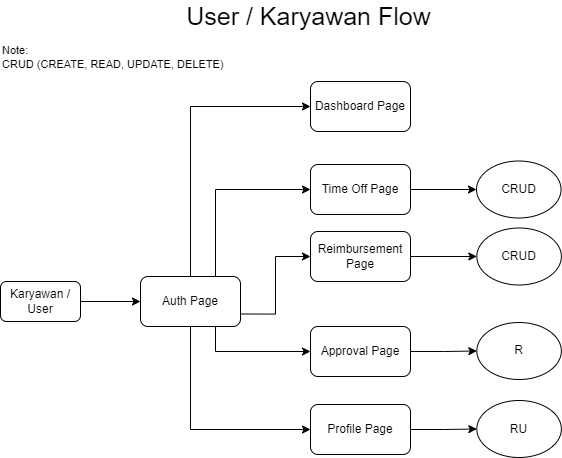 User / Karyawan Flow
Note:
CRUD (CREATE, READ, UPDATE, DELETE)
Dashboard Page
Time Off Page
CRUD
Reimbursement
Page
CRUD
Karyawan /
User
Auth Page
Approval Page
R
Profile Page
RU